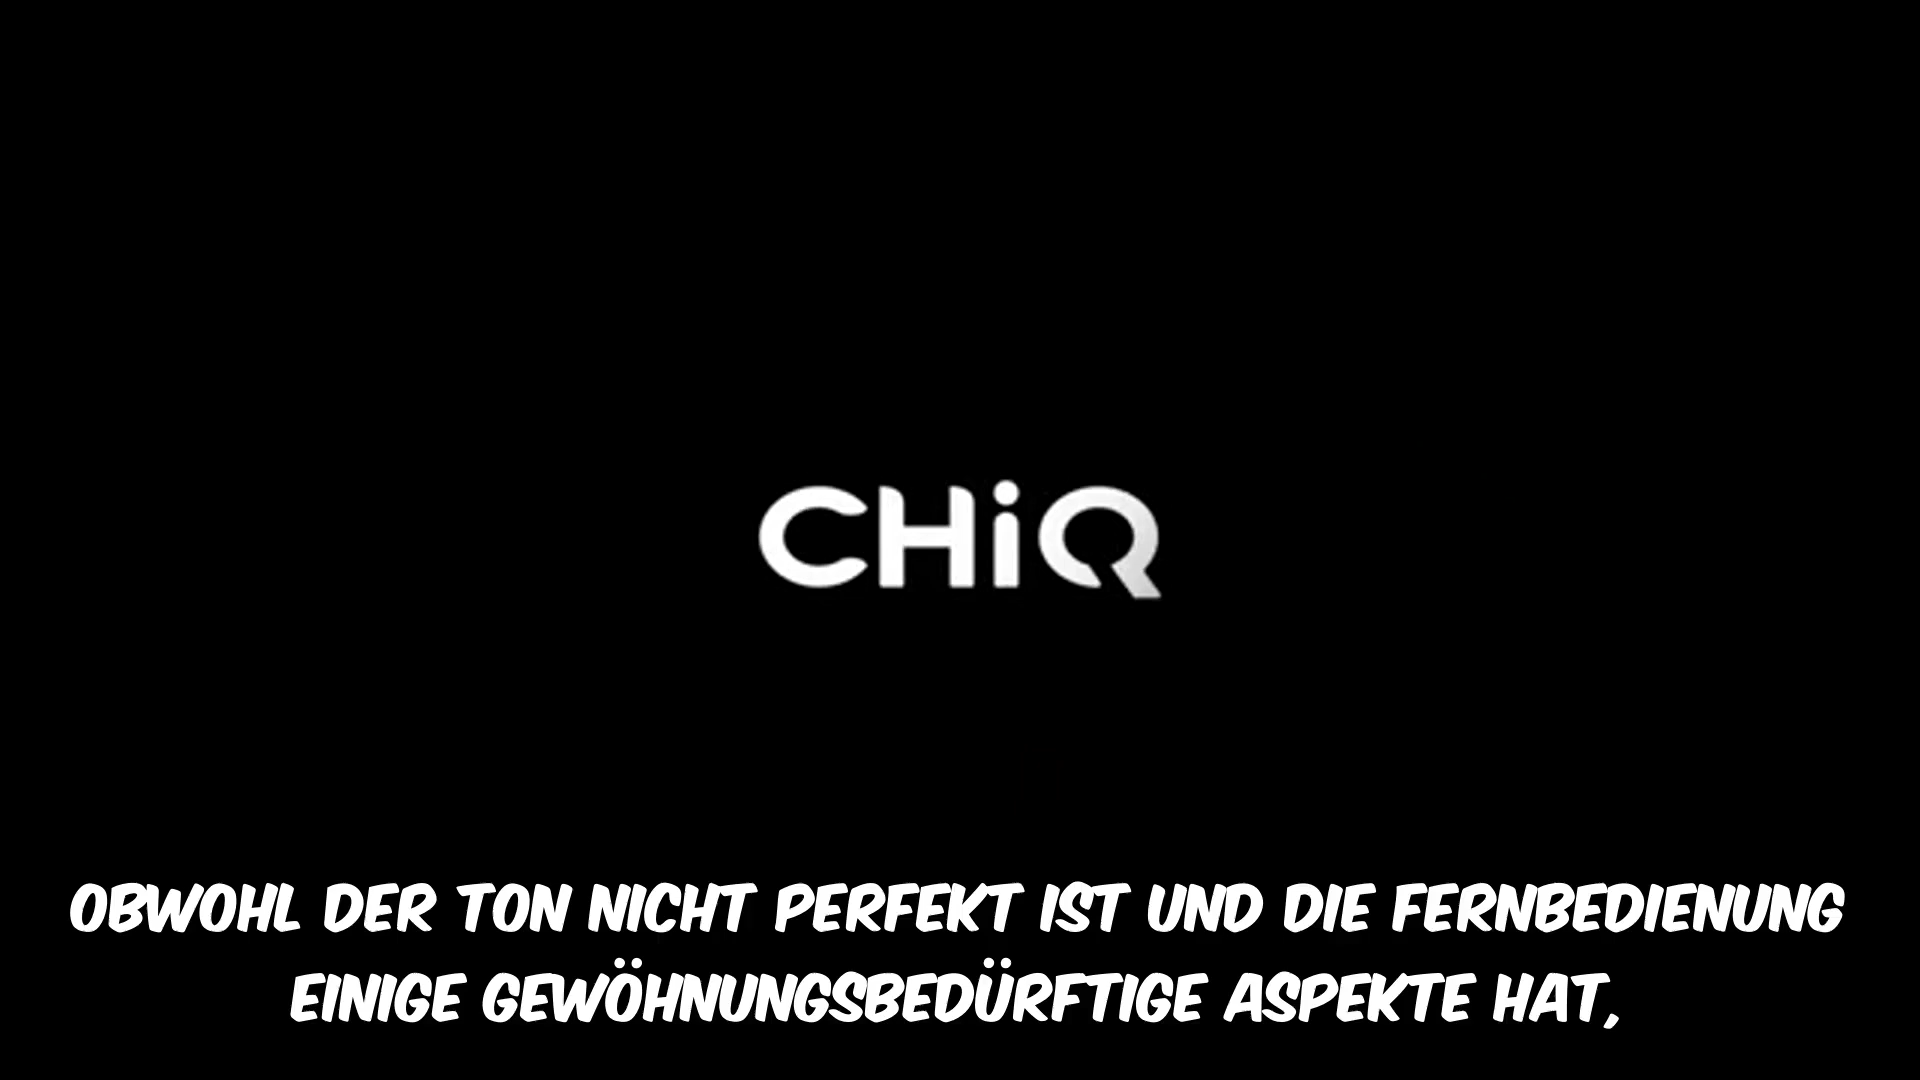 CHiQ
OBWOHL DER TON NICHT PERFEKT IST UND DIE FERNBEDIENUNG
EINIGE GEWÖHNUNGSBEDÜRFTIGE ASPEKTE HAT,